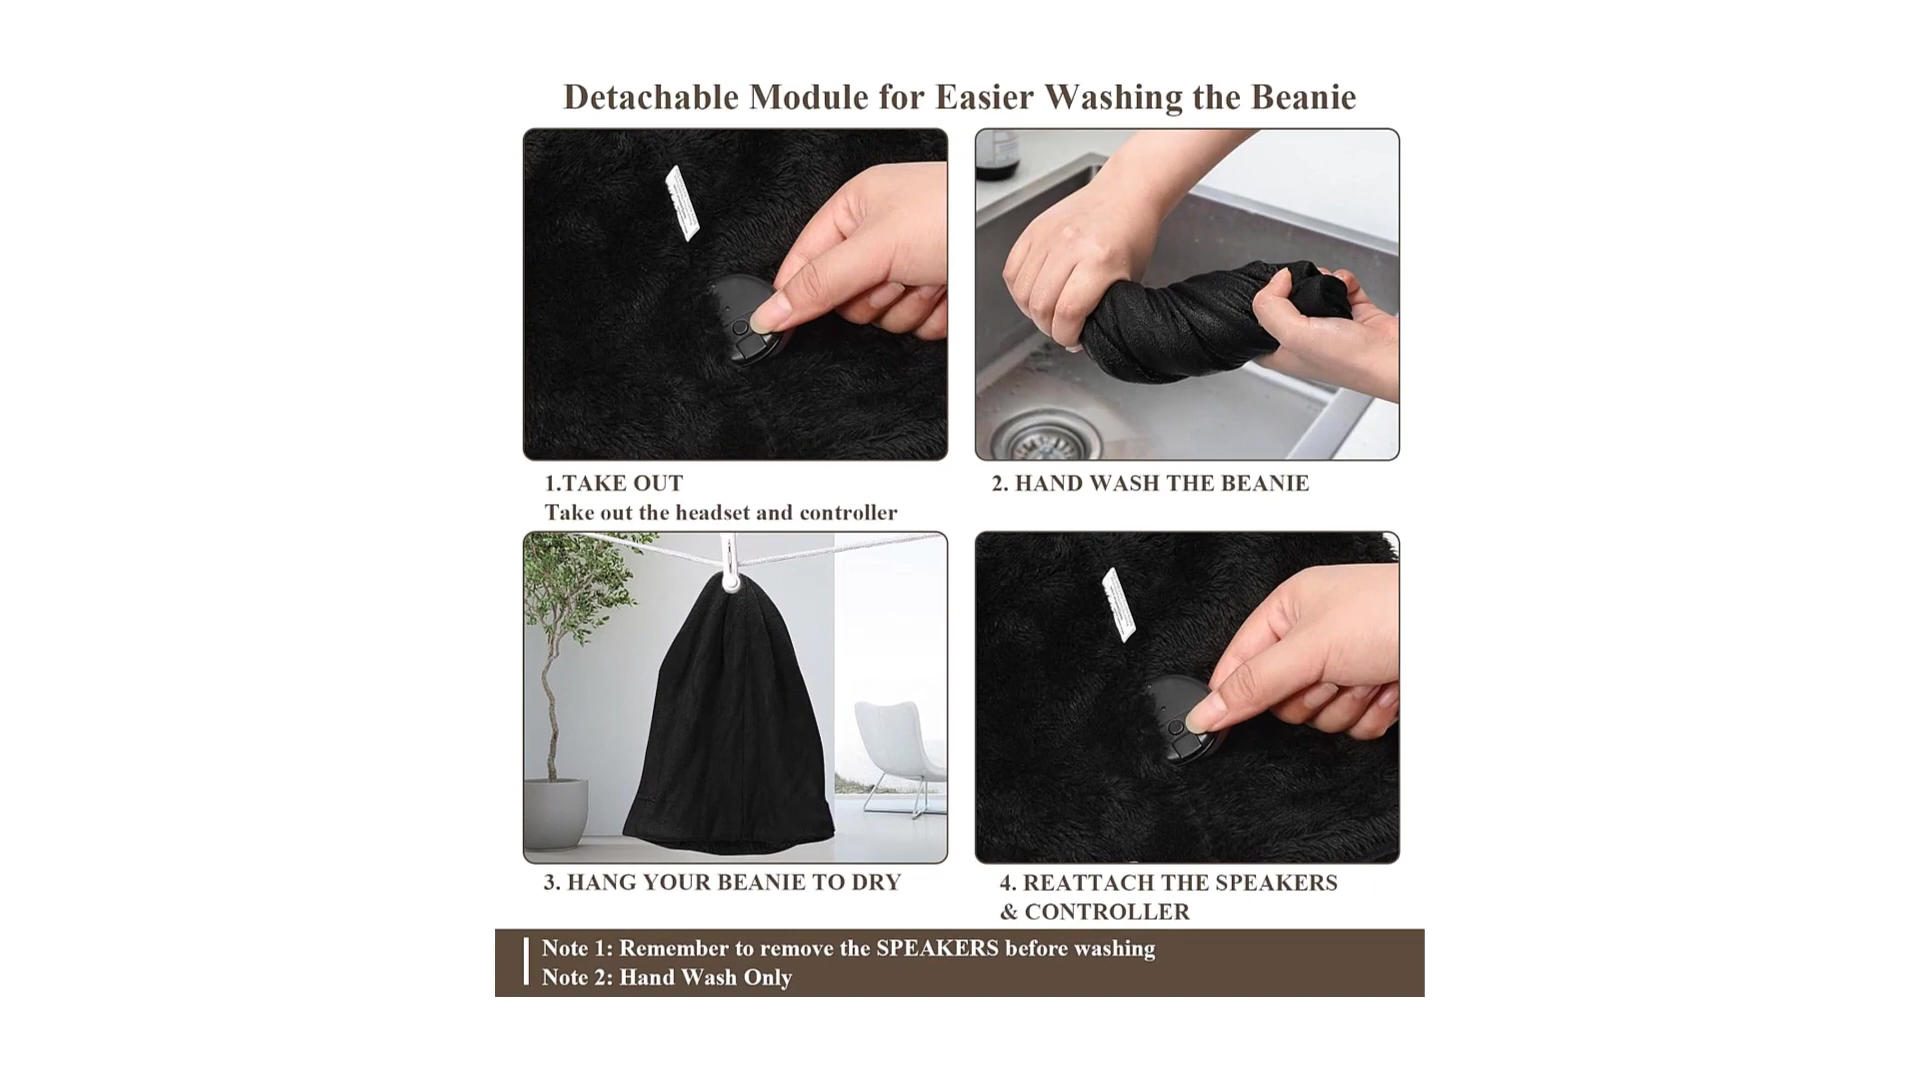 Detachable Module for Easier Washing the Beanie
1.TAKE OUT
Take out the headset and controller
2. HAND WASH THE BEANIE
3. HANG YOUR BEANIE TO DRY
4. REATTACH THE SPEAKERS
& CONTROLLER
Note 1: Remember to remove the SPEAKERS before washing
Note 2: Hand Wash Only